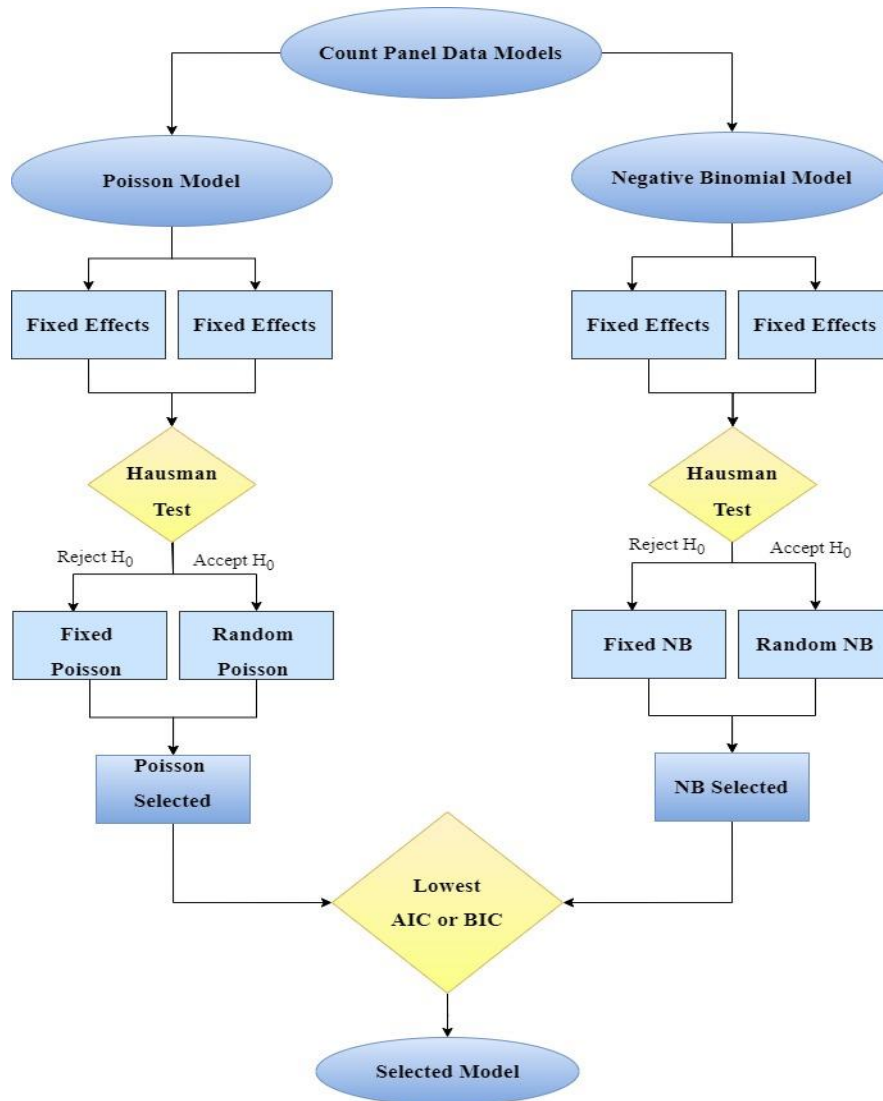 Count Panel Data Models
Poisson Model
Negative Binomial Model
Fixed Effects
Fixed Effects
Fixed Effects
Fixed Effects
Hausman
Test
Hausman
Test
Reject H0
Accept H0
Reject H0
Accept H0
Fixed
Poisson
Random
Poisson
Fixed NB
Random NB
Poisson
Selected
NB Selected
Lowest
AIC or BIC
Selected Model